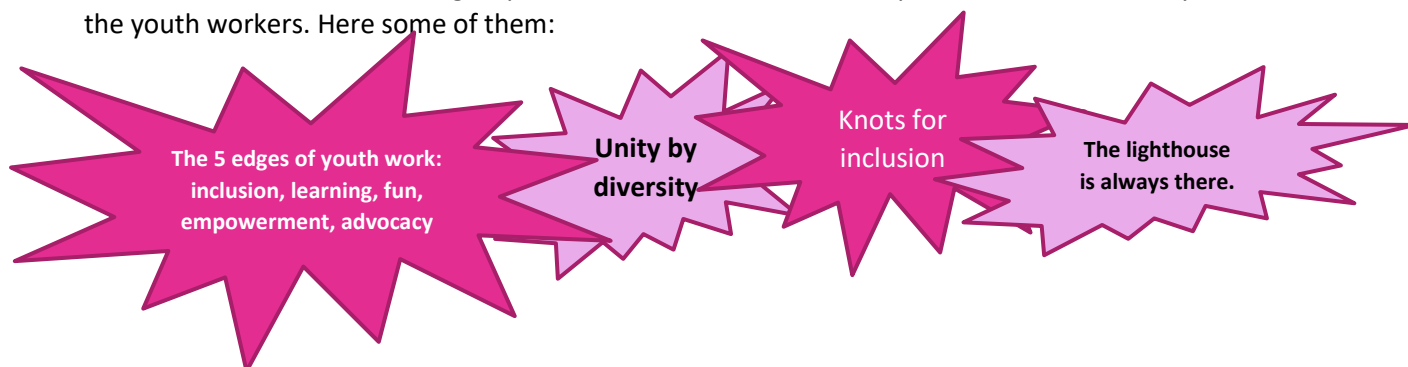 the youth workers. Here some of them:
The 5 edges of youth work:
inclusion, learning, fun,
empowerment, advocacy
Unity by
diversity
Knots for
inclusion
The lighthouse
is always there.